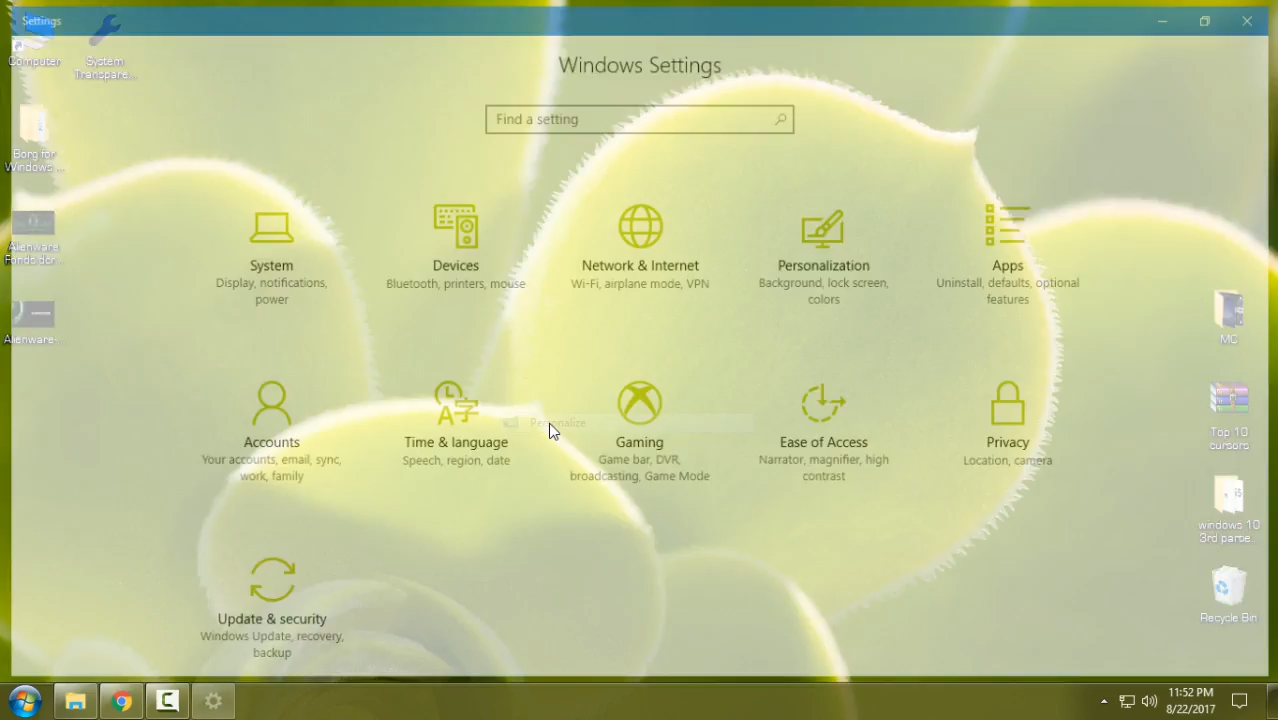 Settings
Computer
System
Transpare...
Borg for
Windows ...
Alienware
Alienware-
Windows Settings
Find a setting
System
Display, notifications,
power
Devices
Bluetooth, printers, mouse
Network & Internet
Wi-Fi, airplane mode, VPN
Personalization
Background, lock screen,
colors
Apps
Uninstall, defaults, optional
features
Personalize
Accounts
Your accounts, email, sync,
work, family
Time & language
Speech, region, date
Gaming
Game bar, DVR,
broadcasting, Game Mode
Ease of Access
Narrator, magnifier, high
contrast
Privacy
Location, camera
Update & security
Windows Update, recovery,
backup
MC
Top 10
cursors
windows 10
3rd partie...
Recycle Bin
11:52 PM
8/22/2017